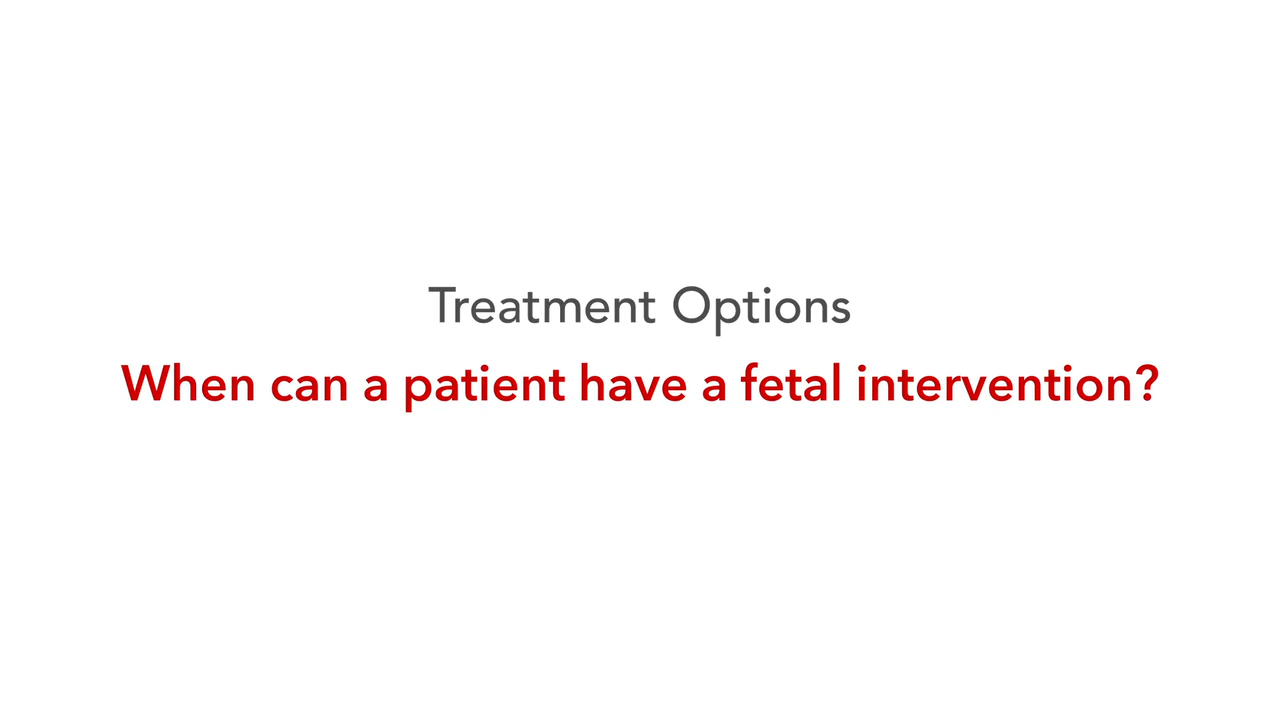 Treatment Options
When can a patient have a fetal intervention?